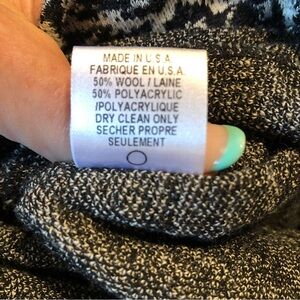 MADE IN U.S.A.
FABRIQUE EN U.S.A.
50% WOOL / LAINE
50% POLYACRYLIC
/POLYACRYLIQUE
DRY CLEAN ONLY
SECHER PROPRE
SEULEMENT